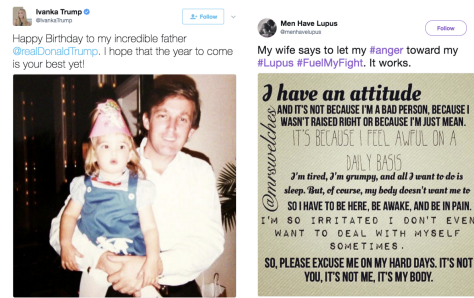 Ivanka Trump
@IvankaTrump
Follow
Happy Birthday to my incredible father
@realDonaldTrump. I hope that the year to come
is your best yet!
Men Have Lupus
@menhavelupus
Follow
My wife says to let my #anger toward my
#Lupus #FuelMyFight. It works.
I have an attitude
AND IT'S NOT BECAUSE I'M A BAD PERSON, BECAUSE I
WASN'T RAISED RIGHT OR BECAUSE I'M JUST MEAN.
IT'S BECAUSE I FEEL AWFUL ON A
DAILY BASIS
I'm tired, I'm grumpy, and all I want to do is
sleep. But, of course, my body doesn't want me to
SO I HAVE TO BE HERE, BE AWAKE, AND BE IN PAIN.
I'M SO IRRITATED I DON'T EVEN
WANT TO DEAL WITH MYSELF
SOMETIMES.
SO, PLEASE EXCUSE ME ON MY HARD DAYS. IT'S NOT
YOU, IT'S NOT ME, IT'S MY BODY.
@mrswelches